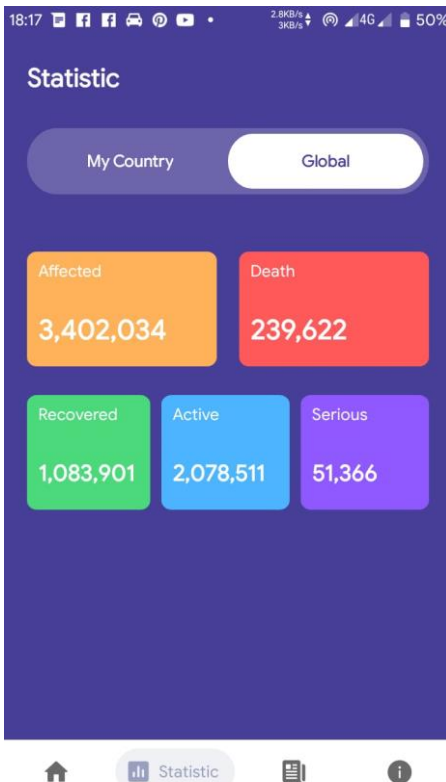 18:17 2.8KB/s 3KB/s 4G 50%
Statistic
My Country Global
Affected Death
3,402,034 239,622
Recovered Active Serious
1,083,901 2,078,511 51,366
Statistic